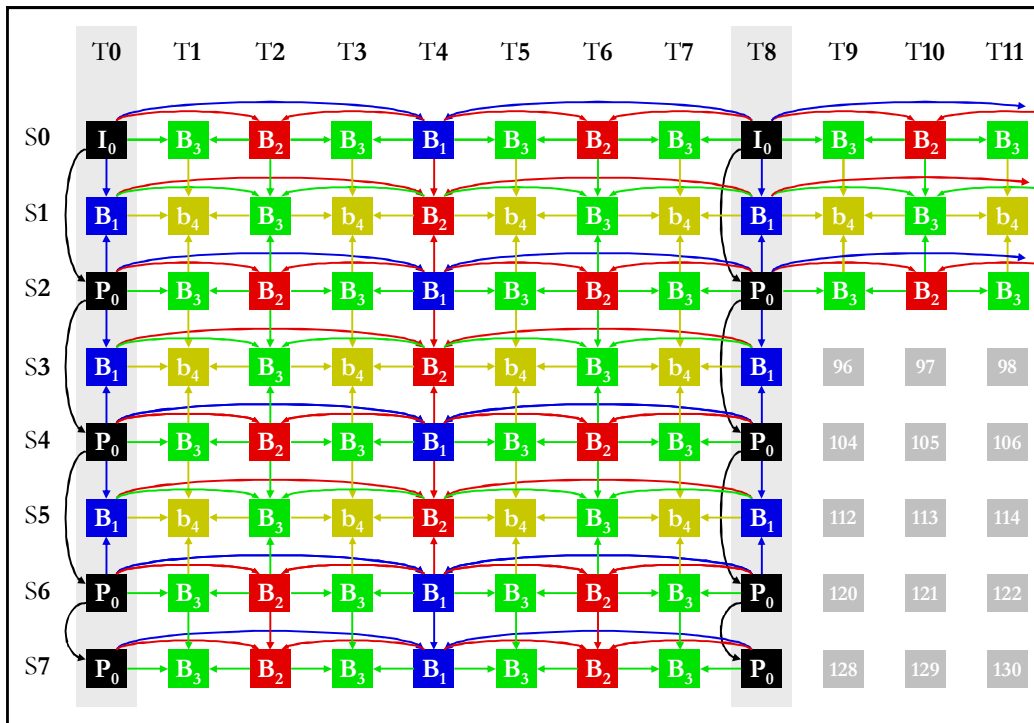 T0 T1 T2 T3 T4 T5 T6 T7 T8 T9 T10 T11
S0 I₀ B₃ B₂ B₃ B₁ B₃ B₂ B₃ I₀ B₃ B₂ B₃
S1 B₁ b₄ B₃ b₄ B₂ b₄ B₃ b₄ B₁ b₄ B₃ b₄
S2 P₀ B₃ B₂ B₃ B₁ B₃ B₂ B₃ P₀ B₃ B₂ B₃
S3 B₁ b₄ B₃ b₄ B₂ b₄ B₃ b₄ B₁ 96 97 98
S4 P₀ B₃ B₂ B₃ B₁ B₃ B₂ B₃ P₀ 104 105 106
S5 B₁ b₄ B₃ b₄ B₂ b₄ B₃ b₄ B₁ 112 113 114
S6 P₀ B₃ B₂ B₃ B₁ B₃ B₂ B₃ P₀ 120 121 122
S7 P₀ B₃ B₂ B₃ B₁ B₃ B₂ B₃ P₀ 128 129 130